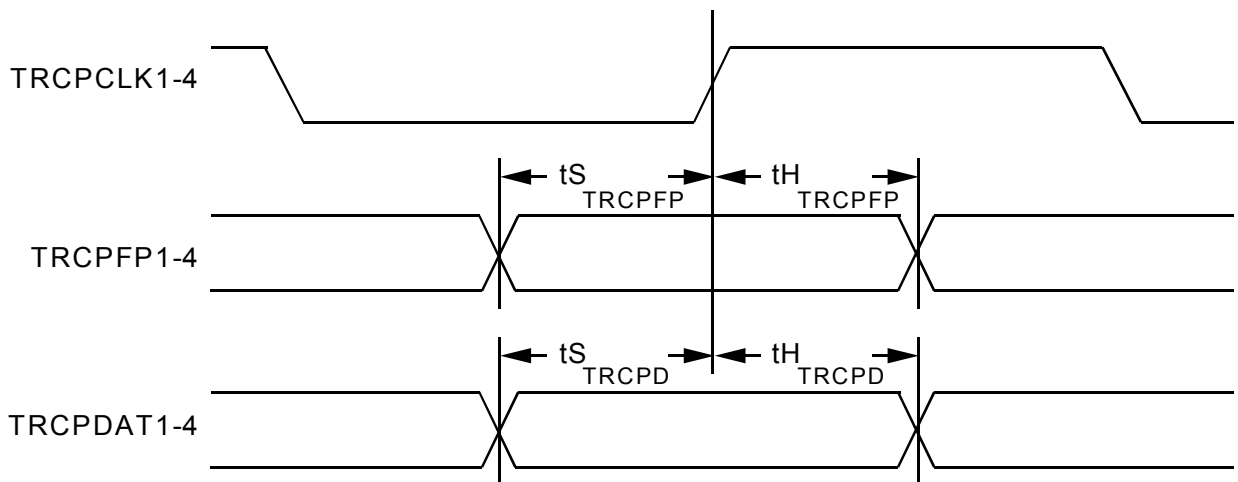 TRCPCLK1-4
tS TRCPFP tH TRCPFP
TRCPFP1-4
tS TRCPD tH TRCPD
TRCPDAT1-4